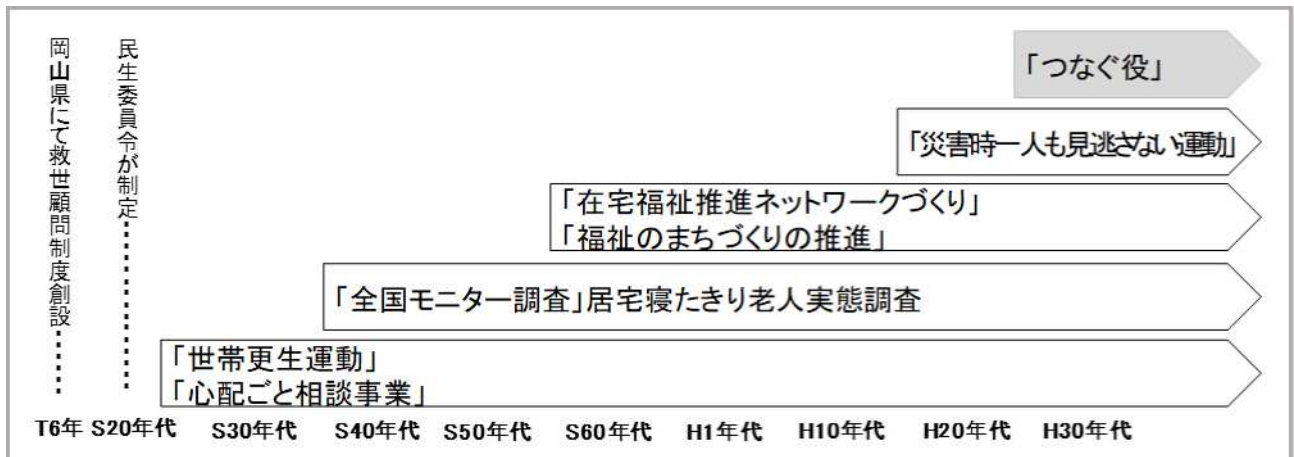 岡山県にて救世顧問制度創設……
民生委員令が制定…………
「つなぐ役」
「災害時一人も見逃さない運動」
「在宅福祉推進ネットワークづくり」
「福祉のまちづくりの推進」
「全国モニター調査」居宅寝たきり老人実態調査
「世帯更生運動」
「心配ごと相談事業」
T6年 S20年代 S30年代 S40年代 S50年代 S60年代 H1年代 H10年代 H20年代 H30年代